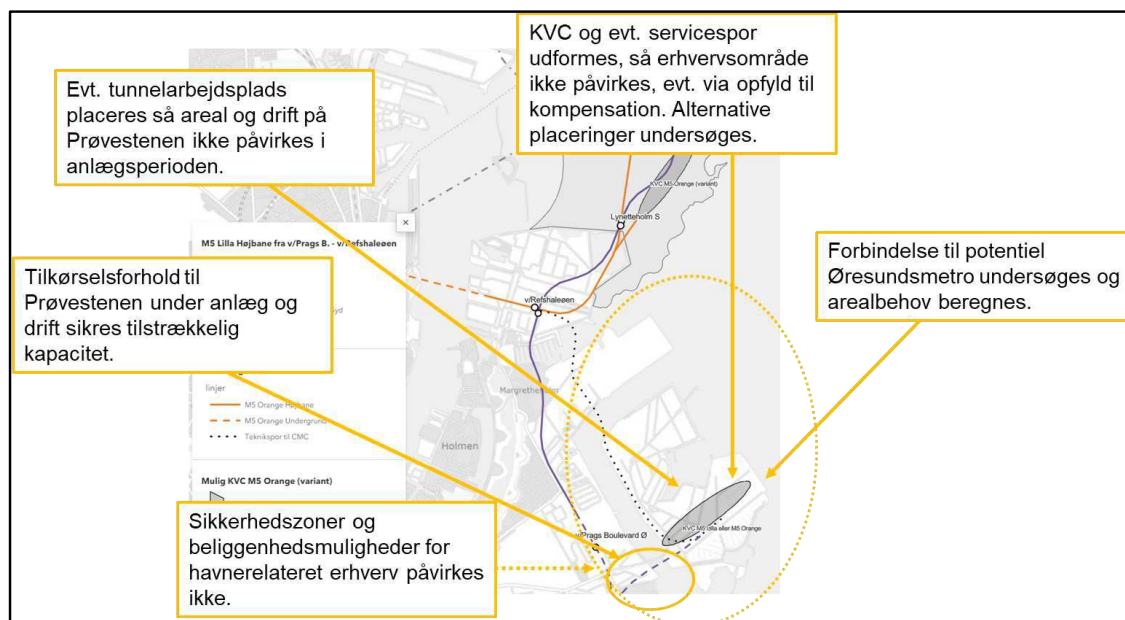 KVC og evt. servicespor
udformes, så erhvervsområde
ikke påvirkes, evt. via opfyld til
kompensation. Alternative
placeringer undersøges.
Evt. tunnelarbejdsplads
placeres så areal og drift på
Prøvestenen ikke påvirkes i
anlægsperioden.
KVC M5 Orange (variant)
Lynetteholm S
×
M5 Lilla Højbane fra v/Prags B. - v/Refshaleøen
Forbindelse til potentiel
Øresundsmetro undersøges og
arealbehov beregnes.
Tilkørselsforhold til
Prøvestenen under anlæg og
drift sikres tilstrækkelig
kapacitet.
v/Refshaleøen
linjer
M5 Orange Højbane
M5 Orange Undergrund
Teknikspor til CMC
Margretheholm
Holmen
Mulig KVC M5 Orange (variant)
Sikkerhedszoner og
beliggenhedsmuligheder for
havnerelateret erhverv påvirkes
ikke.
KVC M5 Lilla eller M5 Orange
v/Prags Boulevard Ø